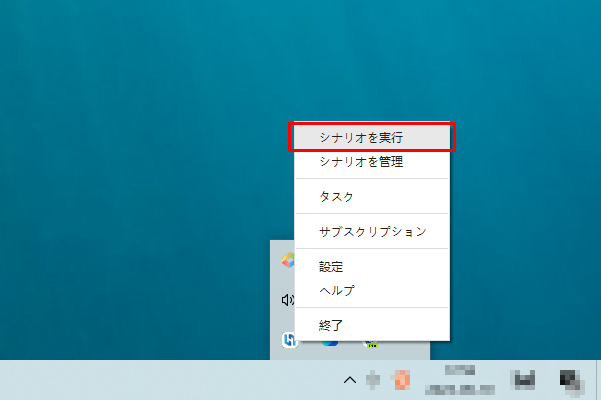 シナリオを実行
シナリオを管理
タスク
サブスクリプション
設定
ヘルプ
終了